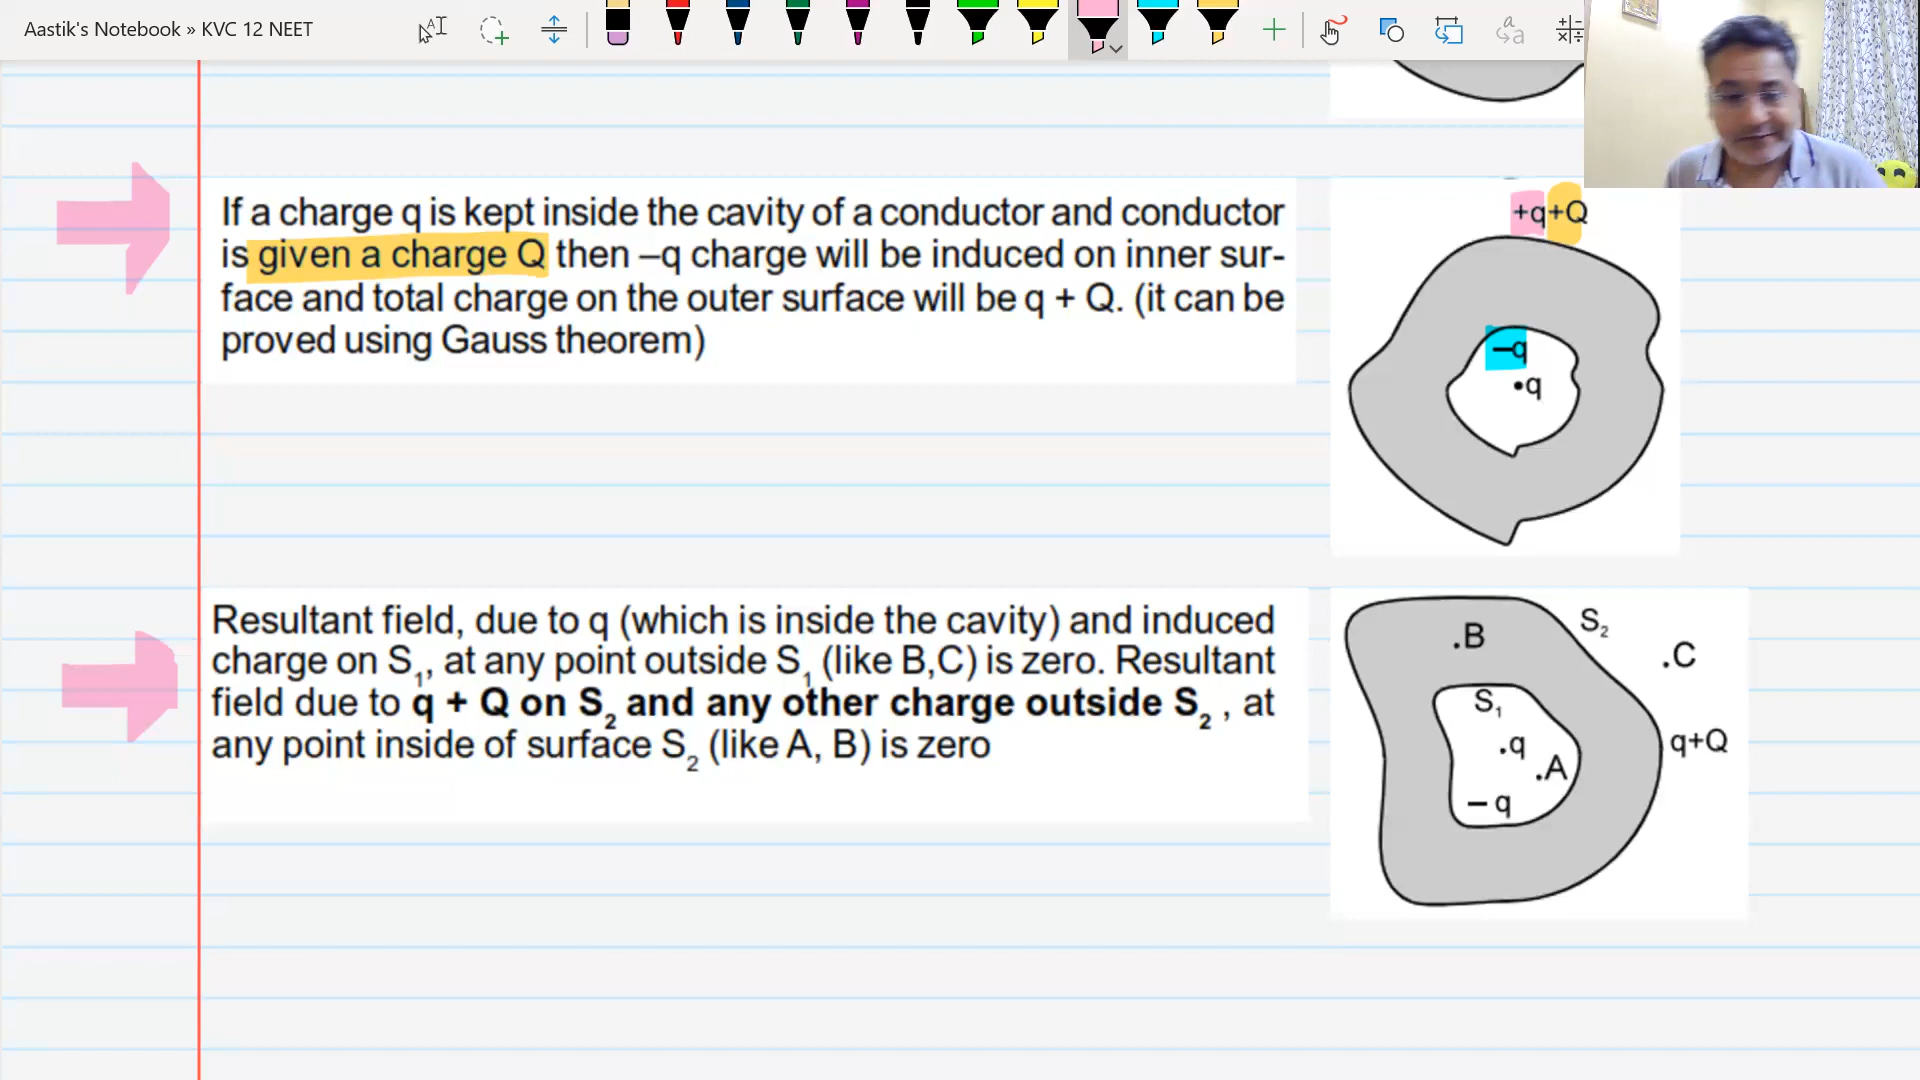 Aastik's Notebook » KVC 12 NEET
If a charge q is kept inside the cavity of a conductor and conductor
is given a charge Q then –q charge will be induced on inner sur-
face and total charge on the outer surface will be q + Q. (it can be
proved using Gauss theorem)
+q+Q
–q
•q
Resultant field, due to q (which is inside the cavity) and induced
charge on S₁, at any point outside S₁ (like B,C) is zero. Resultant
field due to q + Q on S₂ and any other charge outside S₂ , at
any point inside of surface S₂ (like A, B) is zero
S₂
.B
.C
S₁
.q
q+Q
.A
– q